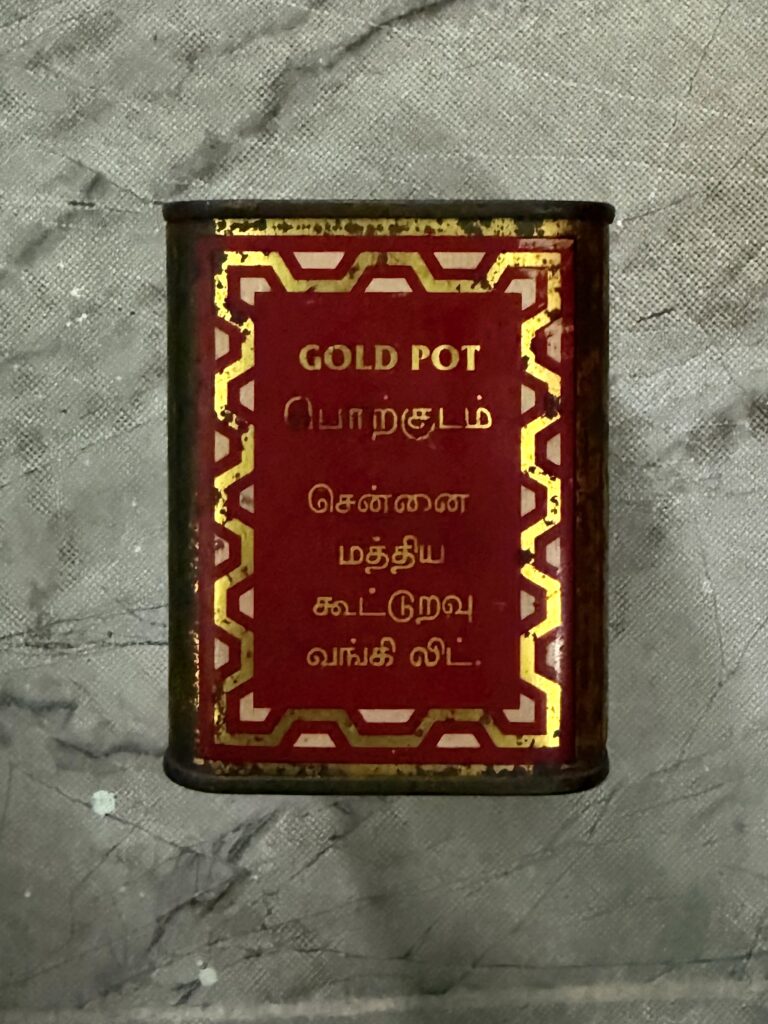 GOLD POT
பொற்குடம்
சென்னை
மத்திய
கூட்டுறவு
வங்கி லிட்.